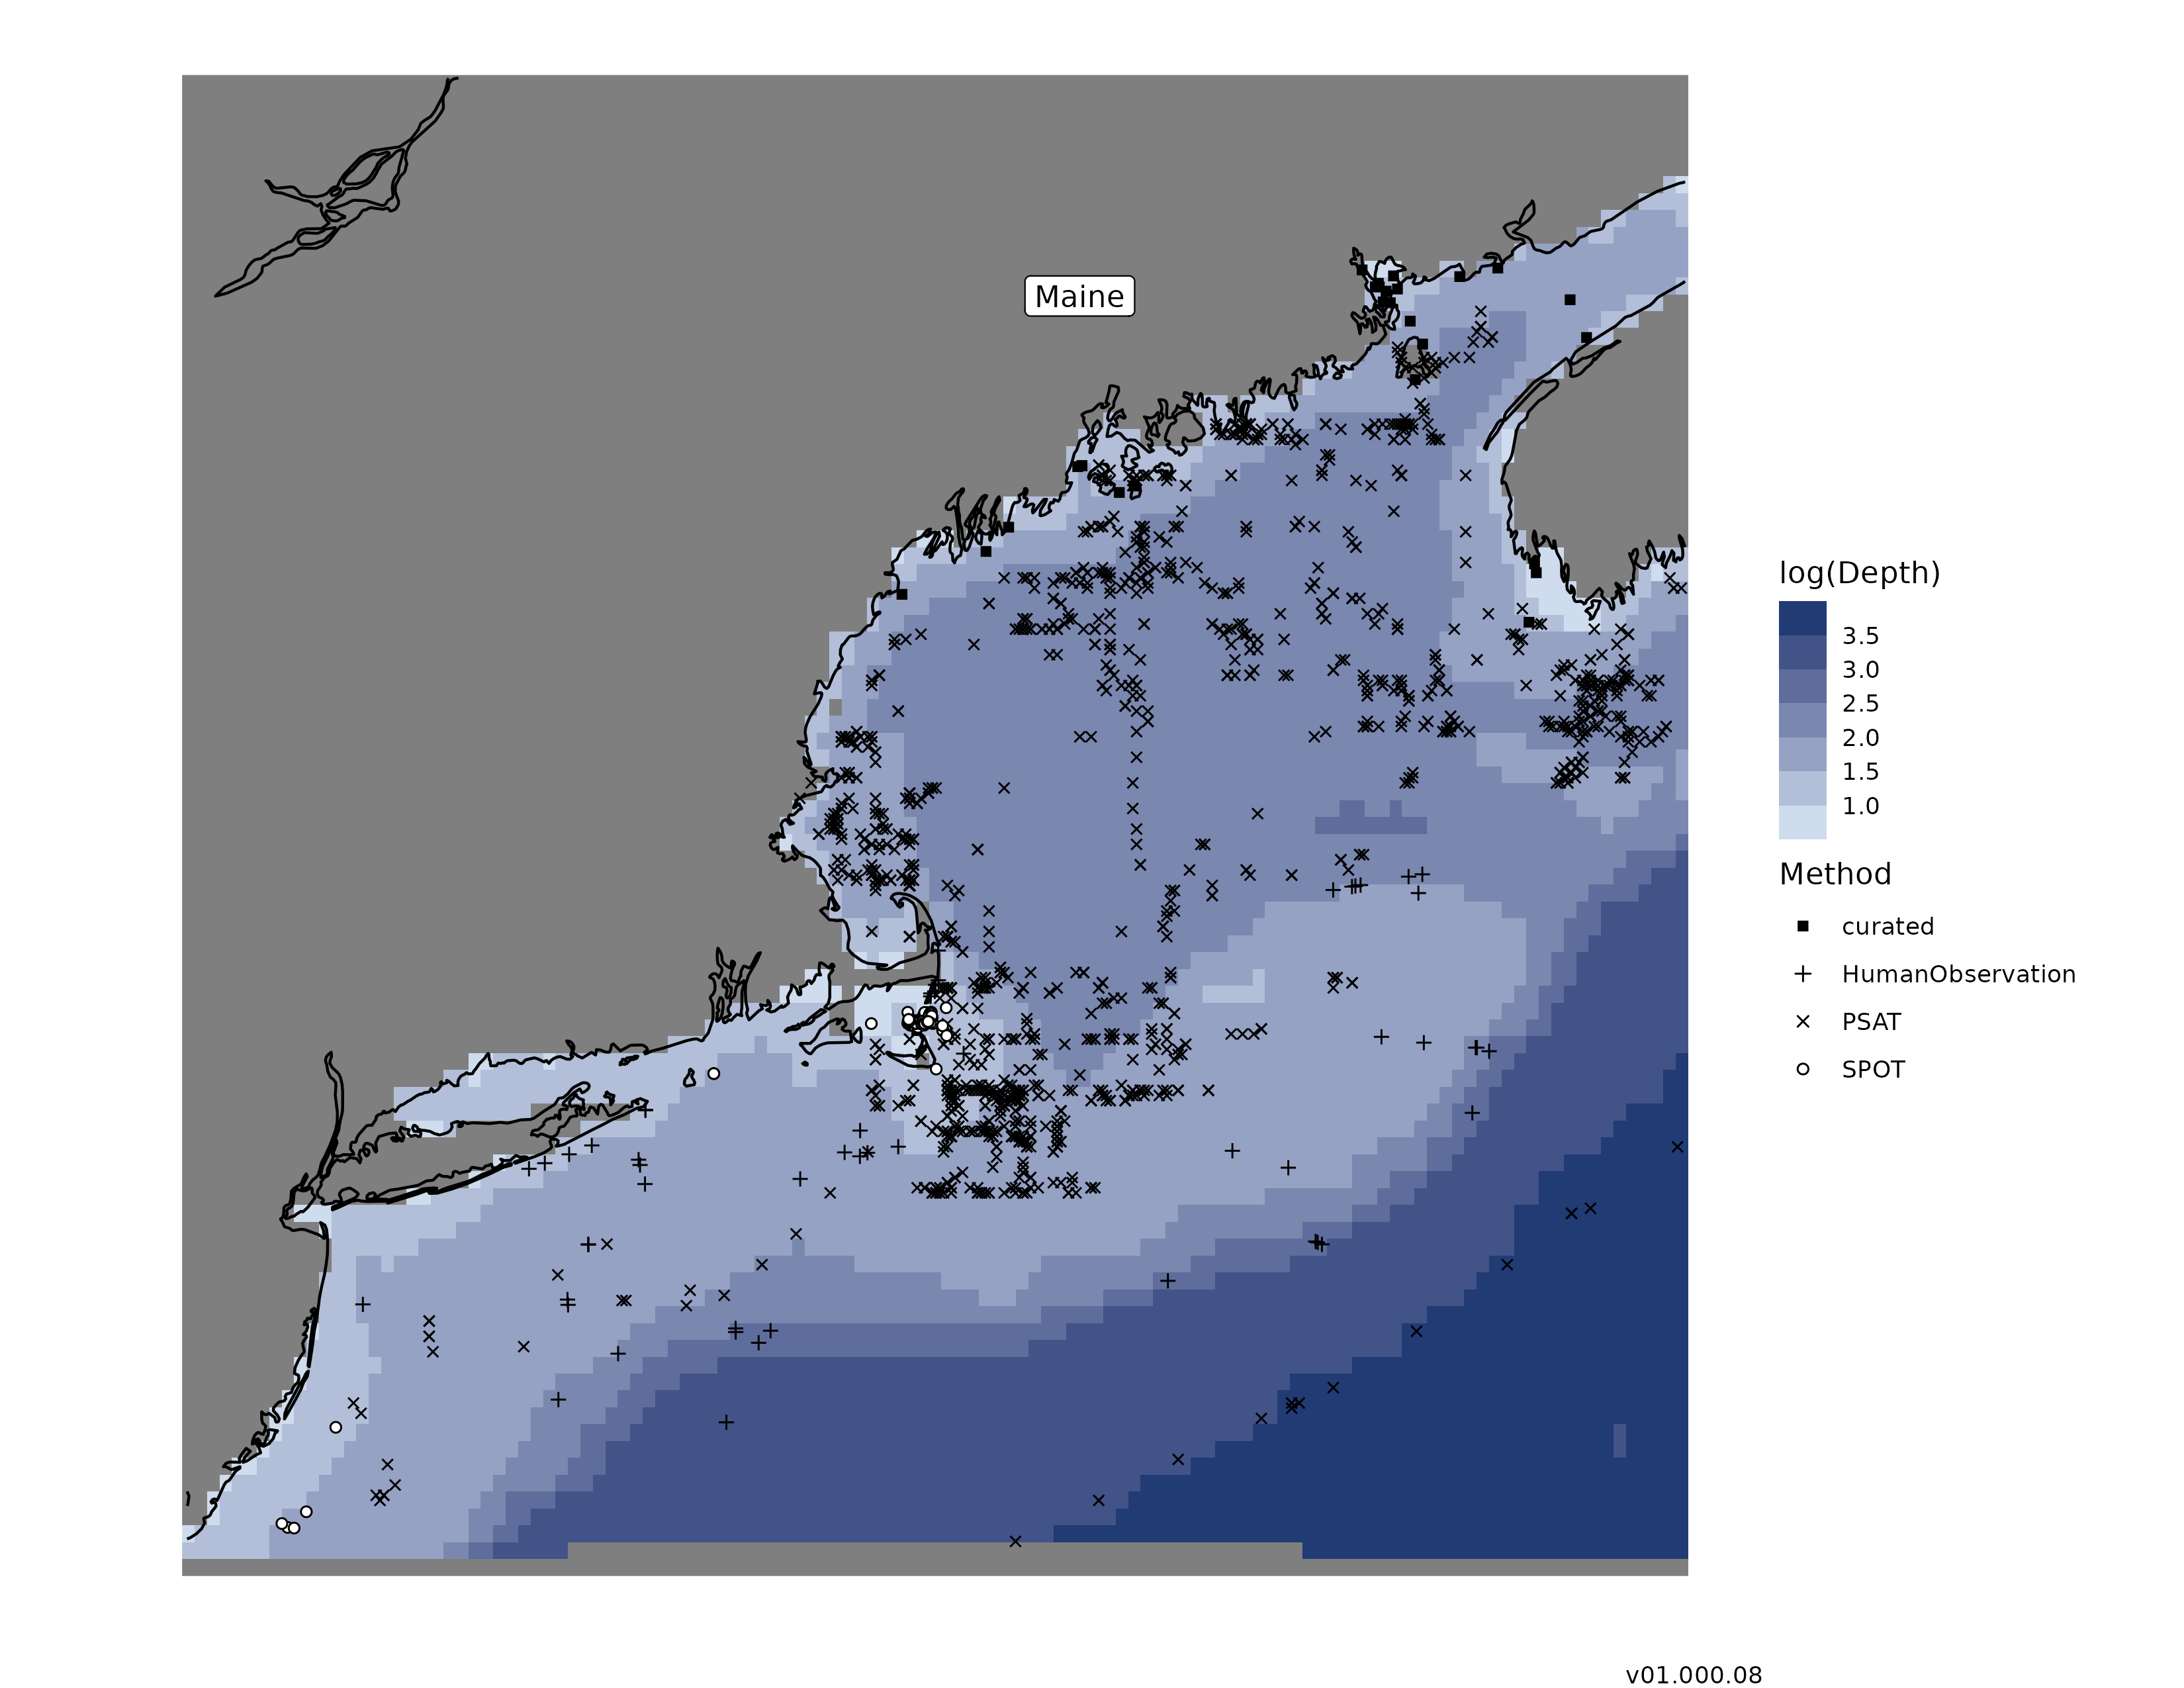 Maine
log(Depth)
3.5
3.0
2.5
2.0
1.5
1.0
Method
curated
HumanObservation
PSAT
SPOT
v01.000.08